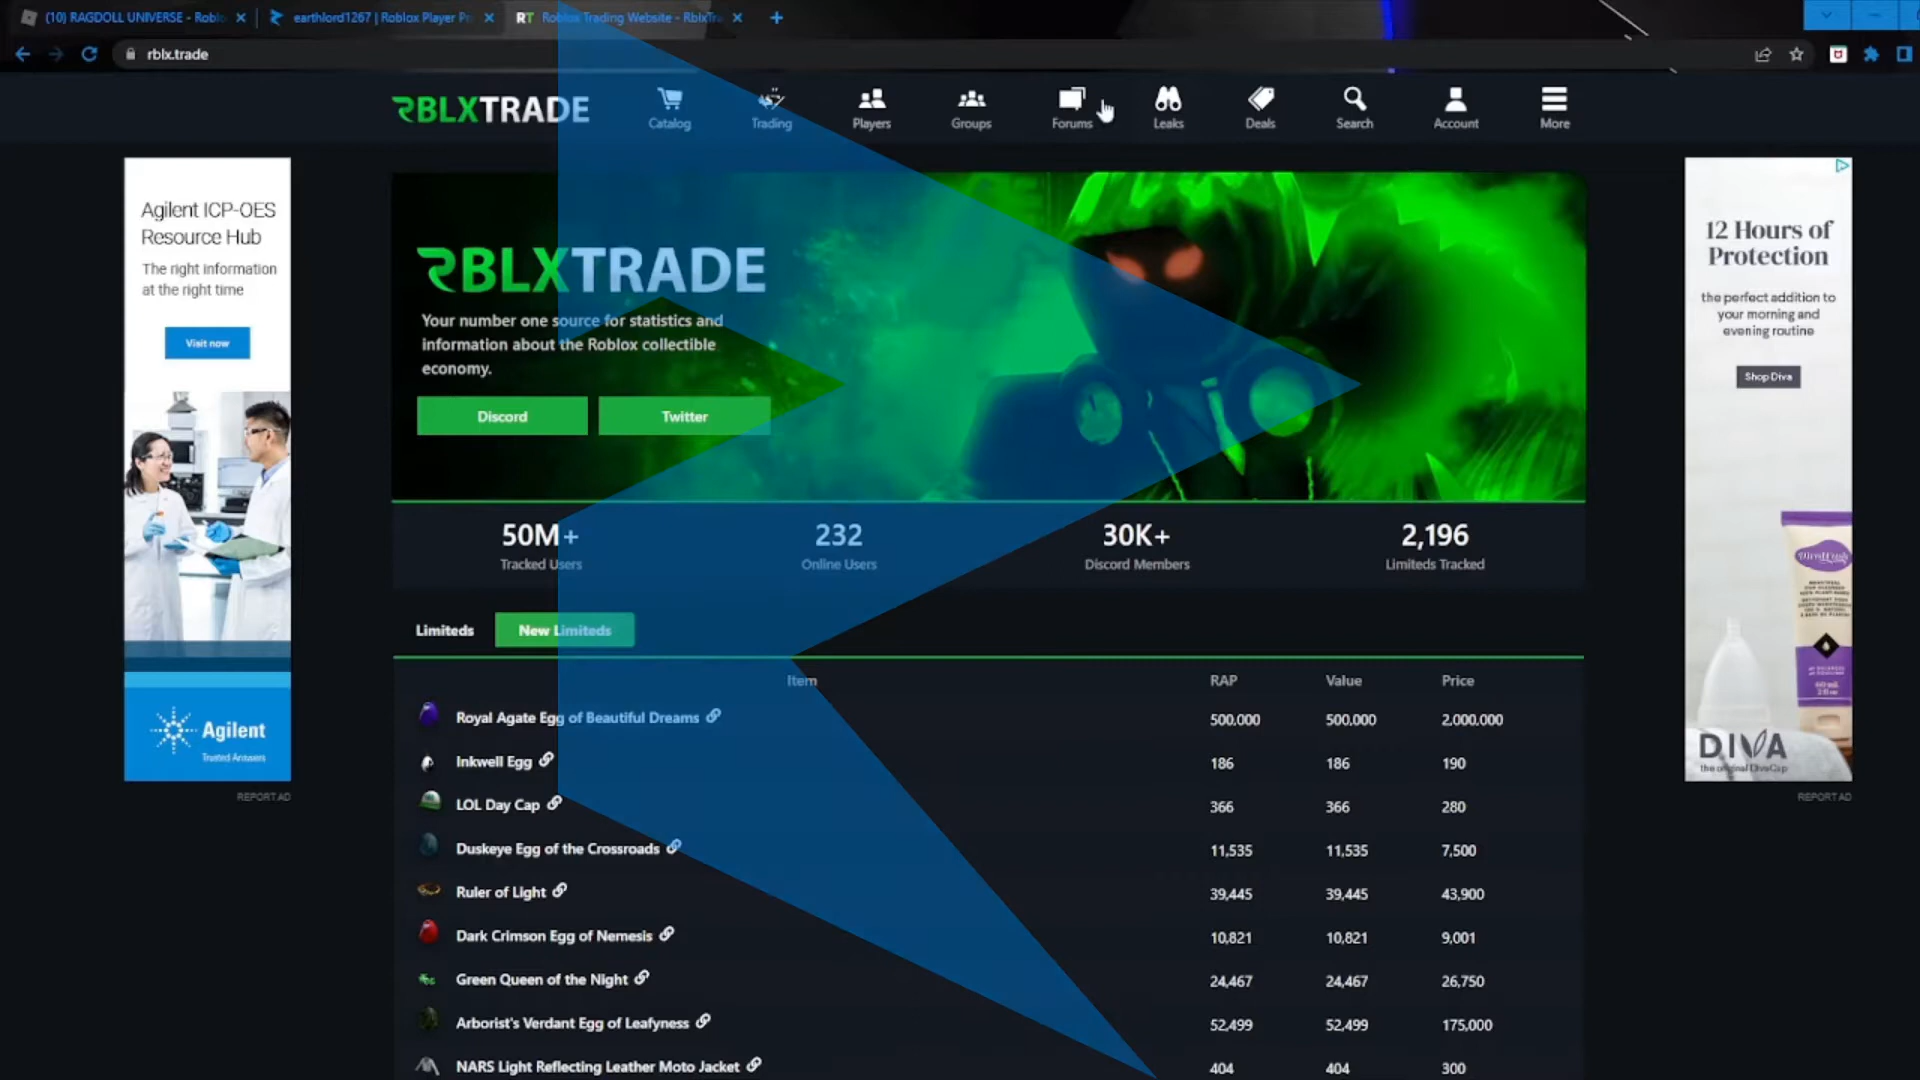 (10) RAGDOLL UNIVERSE - Roblo
earthlord1267 | Roblox Player Pr
RT Roblox Trading Website - RblxTra
rblx.trade
RBLXTRADE
Catalog
Trading
Players
Groups
Forums
Leaks
Deals
Search
Account
More
Agilent ICP-OES
Resource Hub
The right information
at the right time
Visit now
Agilent
Trusted Answers
REPORT AD
RBLXTRADE
Your number one source for statistics and
information about the Roblox collectible
economy.
Discord Twitter
50M+ 232 30K+ 2,196
Tracked Users Online Users Discord Members Limiteds Tracked
Limiteds New Limiteds
Item RAP Value Price
Royal Agate Egg of Beautiful Dreams 500,000 500,000 2,000,000
Inkwell Egg 186 186 190
LOL Day Cap 366 366 280
Duskeye Egg of the Crossroads 11,535 11,535 7,500
Ruler of Light 39,445 39,445 43,900
Dark Crimson Egg of Nemesis 10,821 10,821 9,001
Green Queen of the Night 24,467 24,467 26,750
Arborist's Verdant Egg of Leafyness 52,499 52,499 175,000
NARS Light Reflecting Leather Moto Jacket 404 404 300
12 Hours of
Protection
the perfect addition to
your morning and
evening routine
Shop Diva
DIVA
the original DivaCup
REPORT AD